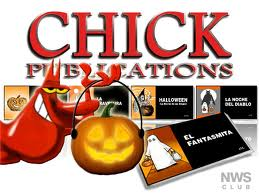 CHICK
PUBLICATIONS
HALLOWEEN
LA NOCHE
DEL DIABLO
EL
FANTASMITA
NWS
CLUB